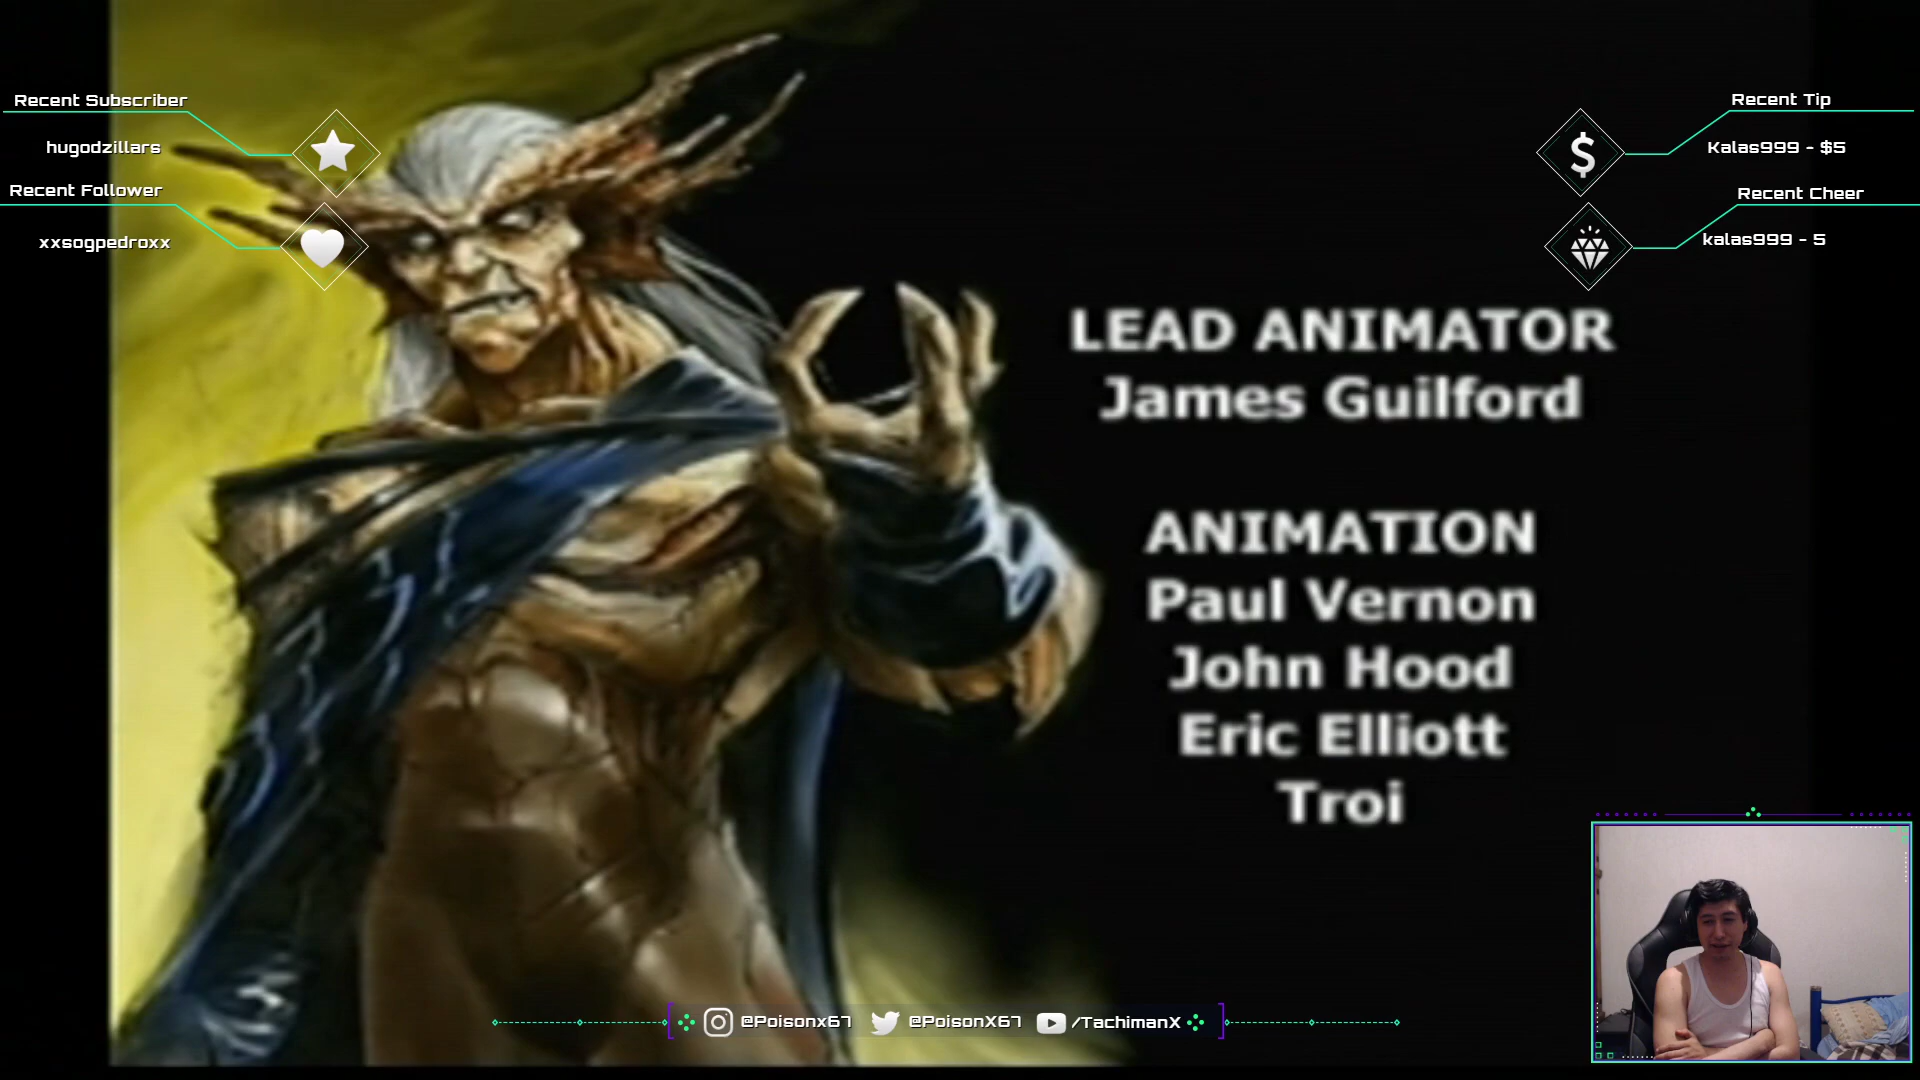 Recent Subscriber
hugodzillars
Recent Follower
xxsogpedroxx
Recent Tip
Kalas999 - $5
Recent Cheer
kalas999 - 5
LEAD ANIMATOR
James Guilford
ANIMATION
Paul Vernon
John Hood
Eric Elliott
Troi
@Poisonx67 @PoisonX67 /TachimanX